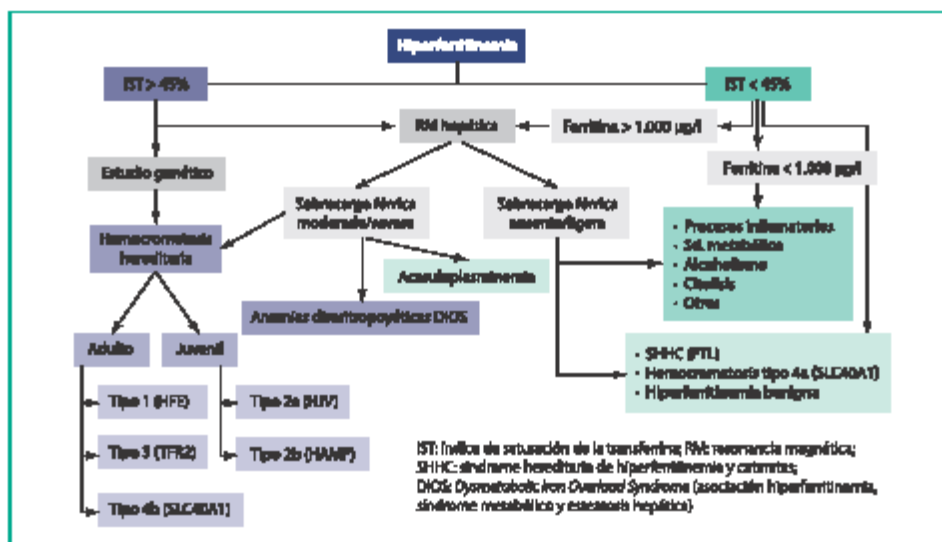 Hiperferritinemia
IST > 45%
IST < 45%
RM hepática
Ferritina > 1.000 µg/l
Estudio genético
Ferritina < 1.000 µg/l
Sobrecarga férrica
moderada/severa
Sobrecarga férrica
ausente/ligera
Hemocromatosis
hereditaria
• Procesos inflamatorios
• Sd. metabólico
• Alcoholismo
• Citolisis
• Otros
Aceruloplasminemia
Anemias diseritropoyéticas DIOS
Adulto
Juvenil
• SHHC (FTL)
• Hemocromatosis tipo 4a (SLC40A1)
• Hiperferritinemia benigna
Tipo 1 (HFE)
Tipo 2a (HJV)
Tipo 3 (TFR2)
Tipo 2b (HAMP)
Tipo 4b (SLC40A1)
IST: índice de saturación de la transferrina; RM: resonancia magnética;
SHHC: síndrome hereditario de hiperferritinemia y cataratas;
DIOS: Dysmetabolic Iron Overload Syndrome (asociación hiperferritinemia,
síndrome metabólico y esteatosis hepática)